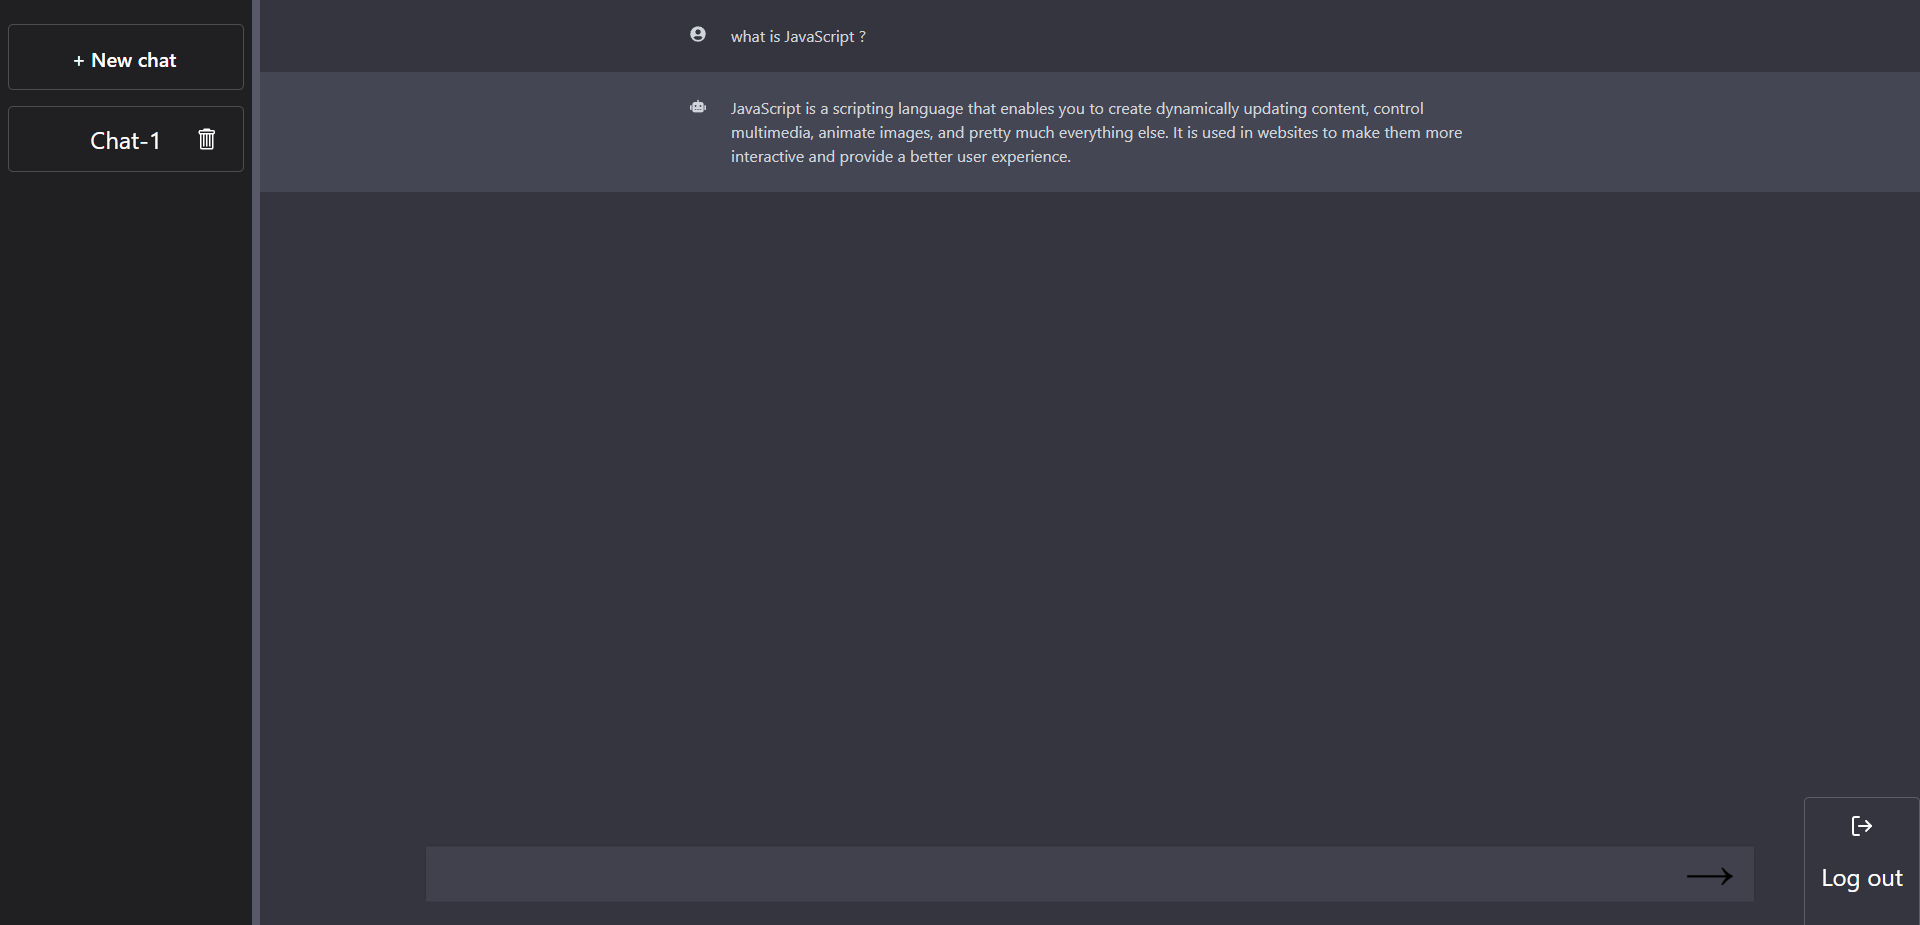 + New chat
Chat-1
what is JavaScript ?
JavaScript is a scripting language that enables you to create dynamically updating content, control
multimedia, animate images, and pretty much everything else. It is used in websites to make them more
interactive and provide a better user experience.
Log out